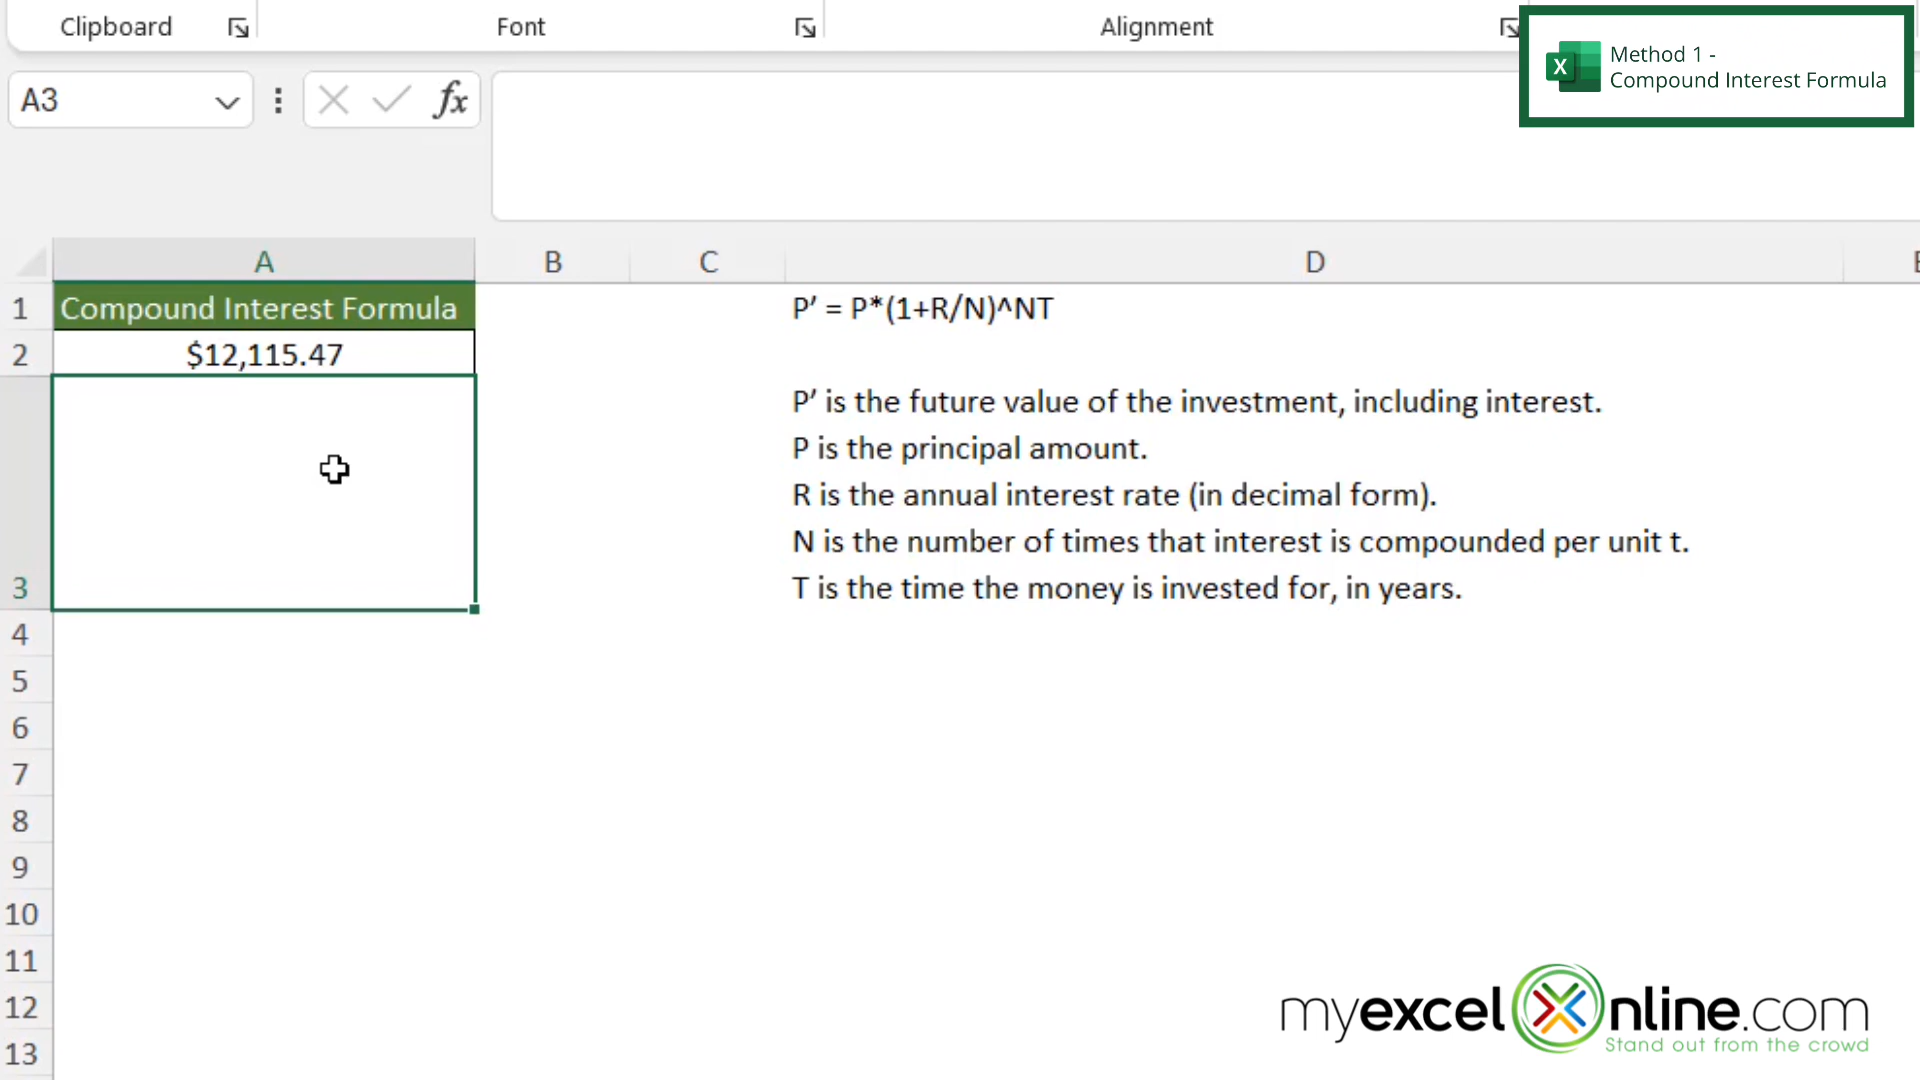 Clipboard Font Alignment
Method 1 -
Compound Interest Formula
A3 fx
A B C D
1 Compound Interest Formula P’ = P*(1+R/N)^NT
2 $12,115.47
P’ is the future value of the investment, including interest.
P is the principal amount.
R is the annual interest rate (in decimal form).
N is the number of times that interest is compounded per unit t.
3 T is the time the money is invested for, in years.
4
5
6
7
8
9
10
11
12
13
myexcelonline.com
Stand out from the crowd